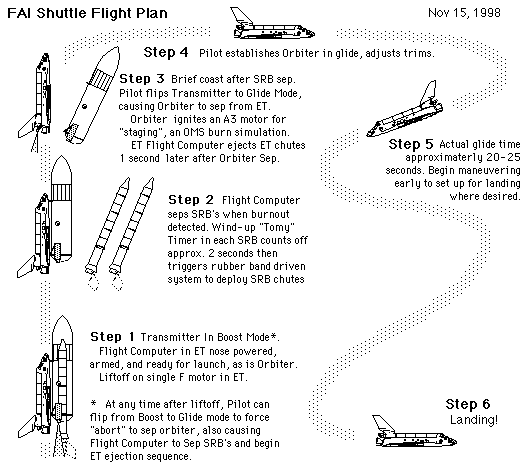 FAI Shuttle Flight Plan
Nov 15, 1998
Step 4 Pilot establishes Orbiter in glide, adjusts trims.
Step 3 Brief coast after SRB sep.
Pilot flips Transmitter to Glide Mode,
causing Orbiter to sep from ET.
Orbiter ignites an A3 motor for
"staging", an OMS burn simulation.
ET Flight Computer ejects ET chutes
1 second later after Orbiter Sep.
Step 5 Actual glide time
approximately 20-25
seconds. Begin maneuvering
early to set up for landing
where desired.
Step 2 Flight Computer
seps SRB's when burnout
detected. Wind-up "Tomy"
Timer in each SRB counts off
approx. 2 seconds then
triggers rubber band driven
system to deploy SRB chutes
Step 1 Transmitter In Boost Mode*.
Flight Computer in ET nose powered,
armed, and ready for launch, as is Orbiter.
Liftoff on single F motor in ET.
* At any time after liftoff, Pilot can
flip from Boost to Glide mode to force
"abort" to sep orbiter, also causing
Flight Computer to Sep SRB's and begin
ET ejection sequence.
Step 6
Landing!